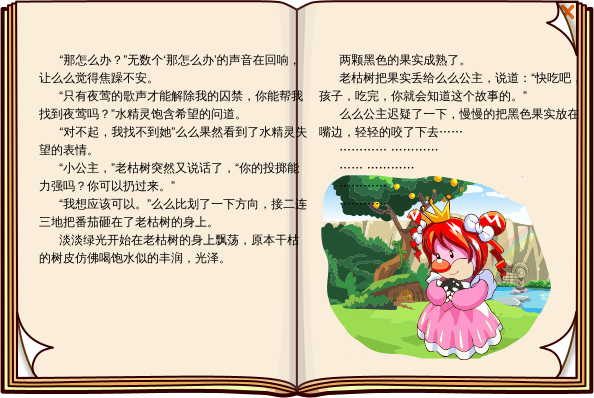 “那怎么办？”无数个‘那怎么办’的声音在回响，
让么么觉得焦躁不安。
“只有夜莺的歌声才能解除我的囚禁，你能帮我
找到夜莺吗？”水精灵饱含希望的问道。
“对不起，我找不到她”么么果然看到了水精灵失
望的表情。
“小公主，”老枯树突然又说话了，“你的投掷能
力强吗？你可以扔过来。”
“我想应该可以。”么么比划了一下方向，接二连
三地把番茄砸在了老枯树的身上。
淡淡绿光开始在老枯树的身上飘荡，原本干枯
的树皮仿佛喝饱水似的丰润，光泽。
两颗黑色的果实成熟了。
老枯树把果实丢给么么公主，说道：“快吃吧，
孩子，吃完，你就会知道这个故事的。”
么么公主迟疑了一下，慢慢的把黑色果实放在
嘴边，轻轻的咬了下去……
………… …………
…… …………
…………
…………